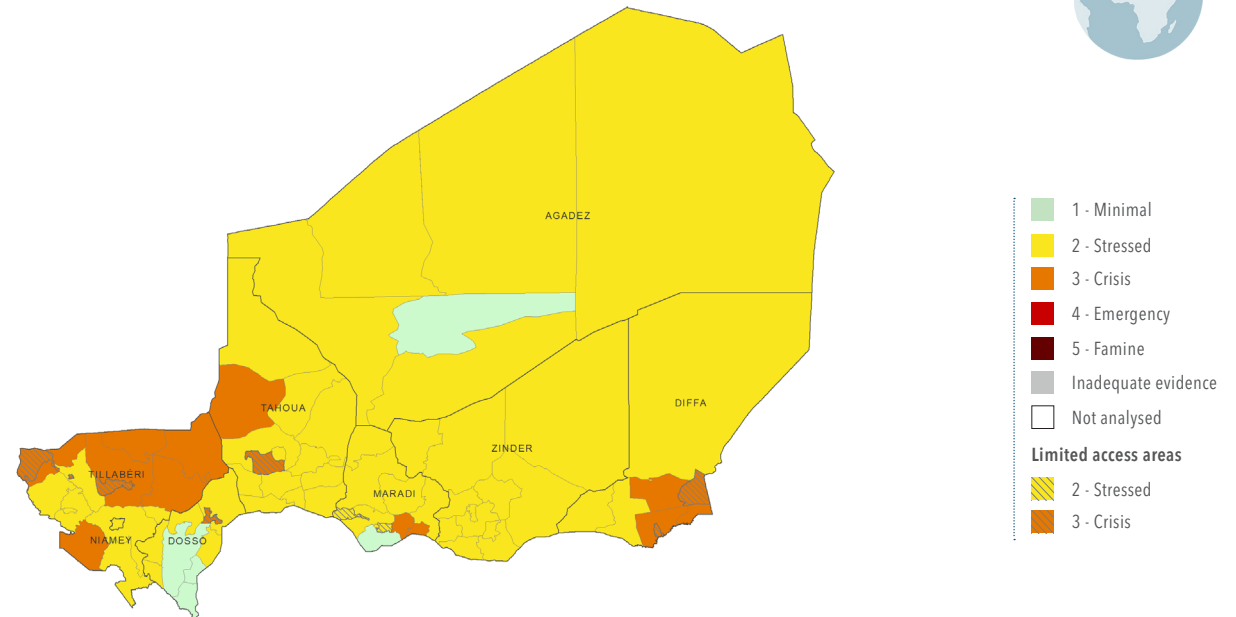 AGADEZ
TAHOUA
DIFFA
ZINDER
TILLABÉRI
MARADI
NIAMEY
DOSSO
1 - Minimal
2 - Stressed
3 - Crisis
4 - Emergency
5 - Famine
Inadequate evidence
Not analysed
Limited access areas
2 - Stressed
3 - Crisis